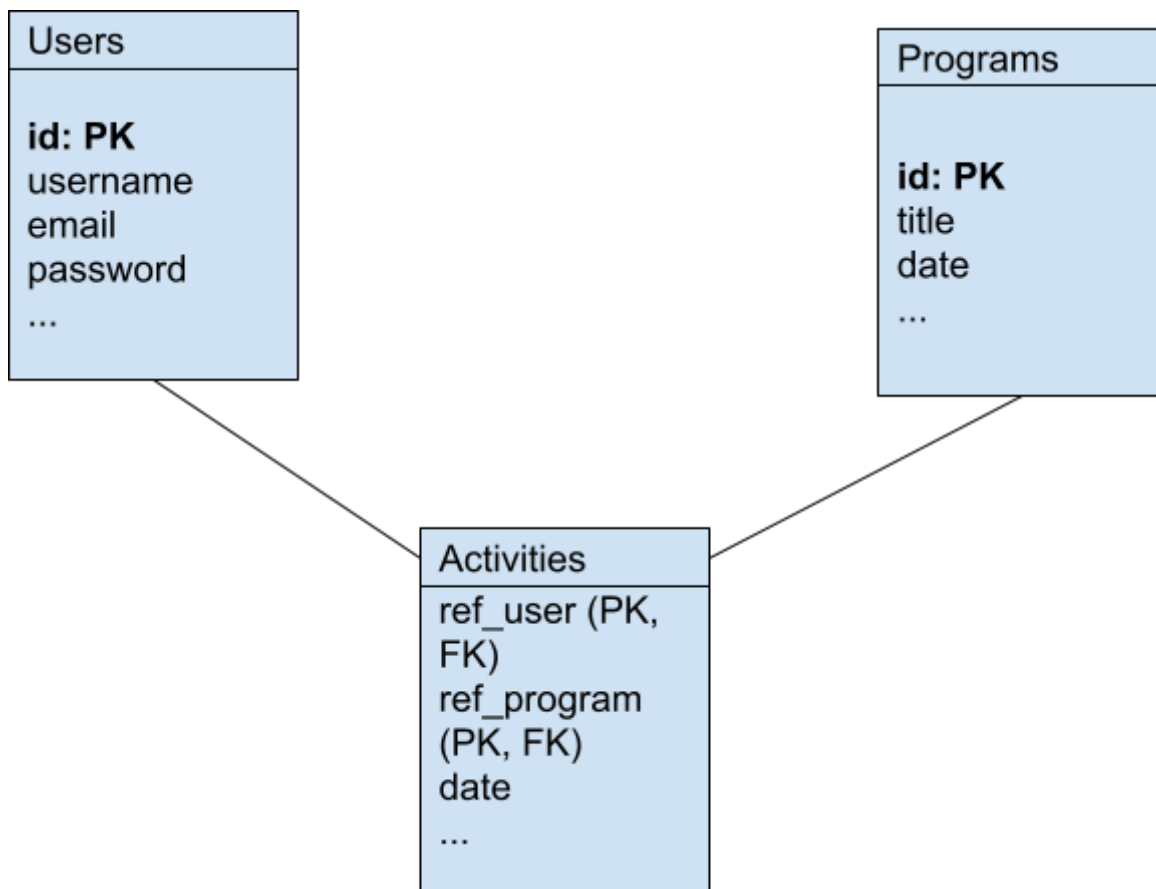 Users
id: PK
username
email
password
...
Programs
id: PK
title
date
...
Activities
ref_user (PK,
FK)
ref_program
(PK, FK)
date
...